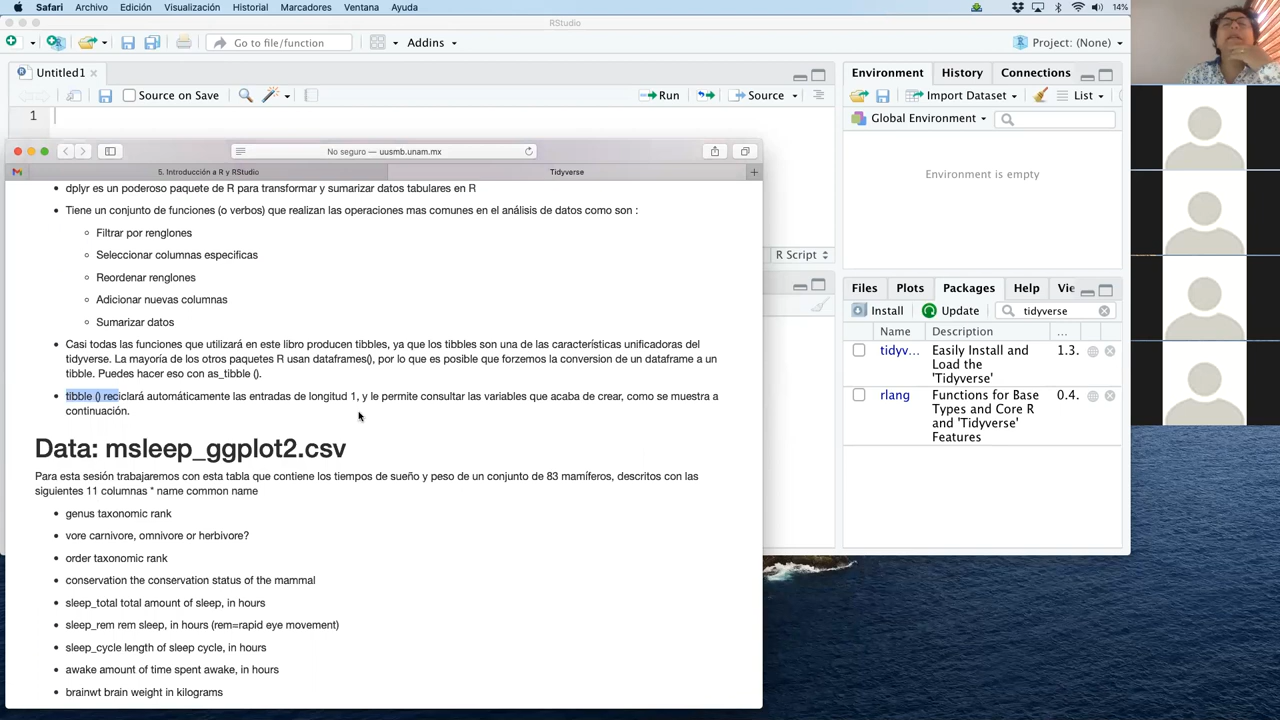 Safari Archivo Edición Visualización Historial Marcadores Ventana Ayuda 14%
RStudio
Go to file/function Addins Project: (None)
Untitled1
Source on Save Run Source
1
Environment History Connections
Import Dataset List
Global Environment
Environment is empty
R Script
Files Plots Packages Help Vie
Install Update tidyverse
Name Description ...
tidyv... Easily Install and Load the 'Tidyverse' 1.3.
rlang Functions for Base Types and Core R and 'Tidyverse' Features 0.4.
No seguro — uusmb.unam.mx
5. Introducción a R y RStudio Tidyverse
dplyr es un poderoso paquete de R para transformar y sumarizar datos tabulares en R
Tiene un conjunto de funciones (o verbos) que realizan las operaciones mas comunes en el análisis de datos como son :
Filtrar por renglones
Seleccionar columnas especificas
Reordenar renglones
Adicionar nuevas columnas
Sumarizar datos
Casi todas las funciones que utilizará en este libro producen tibbles, ya que los tibbles son una de las características unificadoras del
tidyverse. La mayoría de los otros paquetes R usan dataframes(), por lo que es posible que forzemos la conversion de un dataframe a un
tibble. Puedes hacer eso con as_tibble ().
tibble () reciclará automáticamente las entradas de longitud 1, y le permite consultar las variables que acaba de crear, como se muestra a
continuación.
Data: msleep_ggplot2.csv
Para esta sesión trabajaremos con esta tabla que contiene los tiempos de sueño y peso de un conjunto de 83 mamíferos, descritos con las
siguientes 11 columnas * name common name
genus taxonomic rank
vore carnivore, omnivore or herbivore?
order taxonomic rank
conservation the conservation status of the mammal
sleep_total total amount of sleep, in hours
sleep_rem rem sleep, in hours (rem=rapid eye movement)
sleep_cycle length of sleep cycle, in hours
awake amount of time spent awake, in hours
brainwt brain weight in kilograms